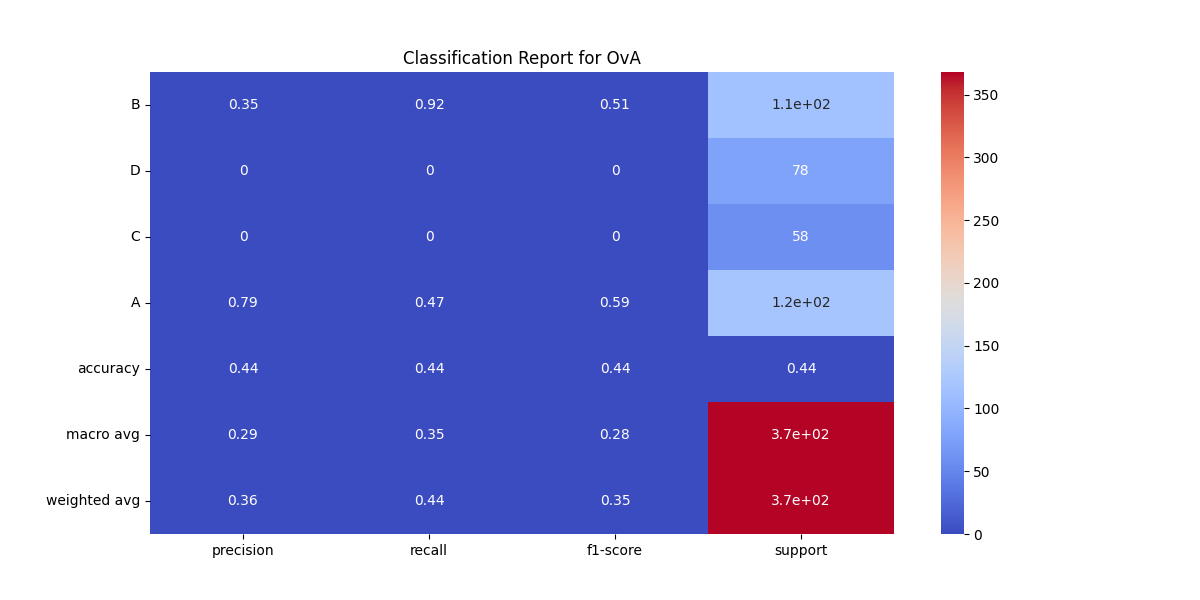 Classification Report for OvA
B 0.35 0.92 0.51 1.1e+02
D 0 0 0 78
C 0 0 0 58
A 0.79 0.47 0.59 1.2e+02
accuracy 0.44 0.44 0.44 0.44
macro avg 0.29 0.35 0.28 3.7e+02
weighted avg 0.36 0.44 0.35 3.7e+02
precision recall f1-score support
350
300
250
200
150
100
50
0